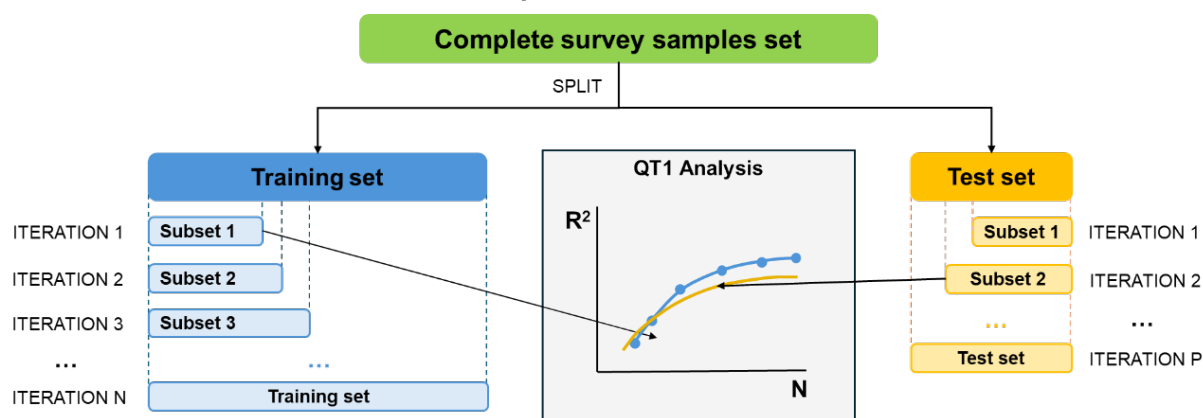 Complete survey samples set
SPLIT
Training set
QT1 Analysis
Test set
ITERATION 1
Subset 1
R²
Subset 1
ITERATION 1
ITERATION 2
Subset 2
Subset 2
ITERATION 2
ITERATION 3
Subset 3
...
...
...
...
Test set
ITERATION P
ITERATION N
Training set
N